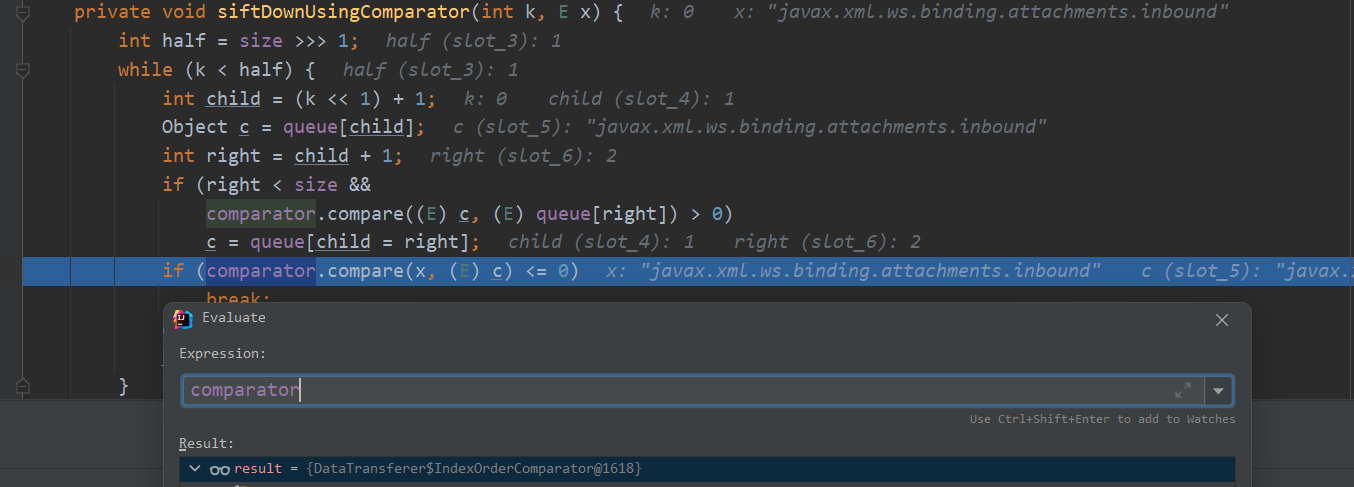 private void siftDownUsingComparator(int k, E x) { k: 0 x: "javax.xml.ws.binding.attachments.inbound"
int half = size >>> 1; half (slot_3): 1
while (k < half) { half (slot_3): 1
int child = (k << 1) + 1; k: 0 child (slot_4): 1
Object c = queue[child]; c (slot_5): "javax.xml.ws.binding.attachments.inbound"
int right = child + 1; right (slot_6): 2
if (right < size &&
comparator.compare((E) c, (E) queue[right]) > 0)
c = queue[child = right]; child (slot_4): 1 right (slot_6): 2
if (comparator.compare(x, (E) c) <= 0) x: "javax.xml.ws.binding.attachments.inbound" c (slot_5): "javax.
break;
}
Evaluate
Expression:
comparator
Use Ctrl+Shift+Enter to add to Watches
Result:
result = {DataTransferer$IndexOrderComparator@1618}